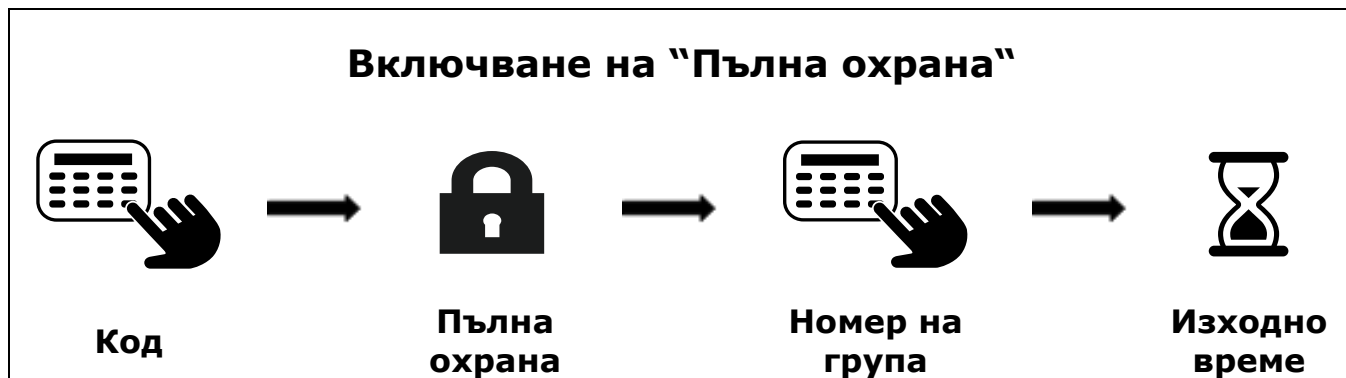 Включване на “Пълна охрана“
Код
Пълна
охрана
Номер на
група
Изходно
време